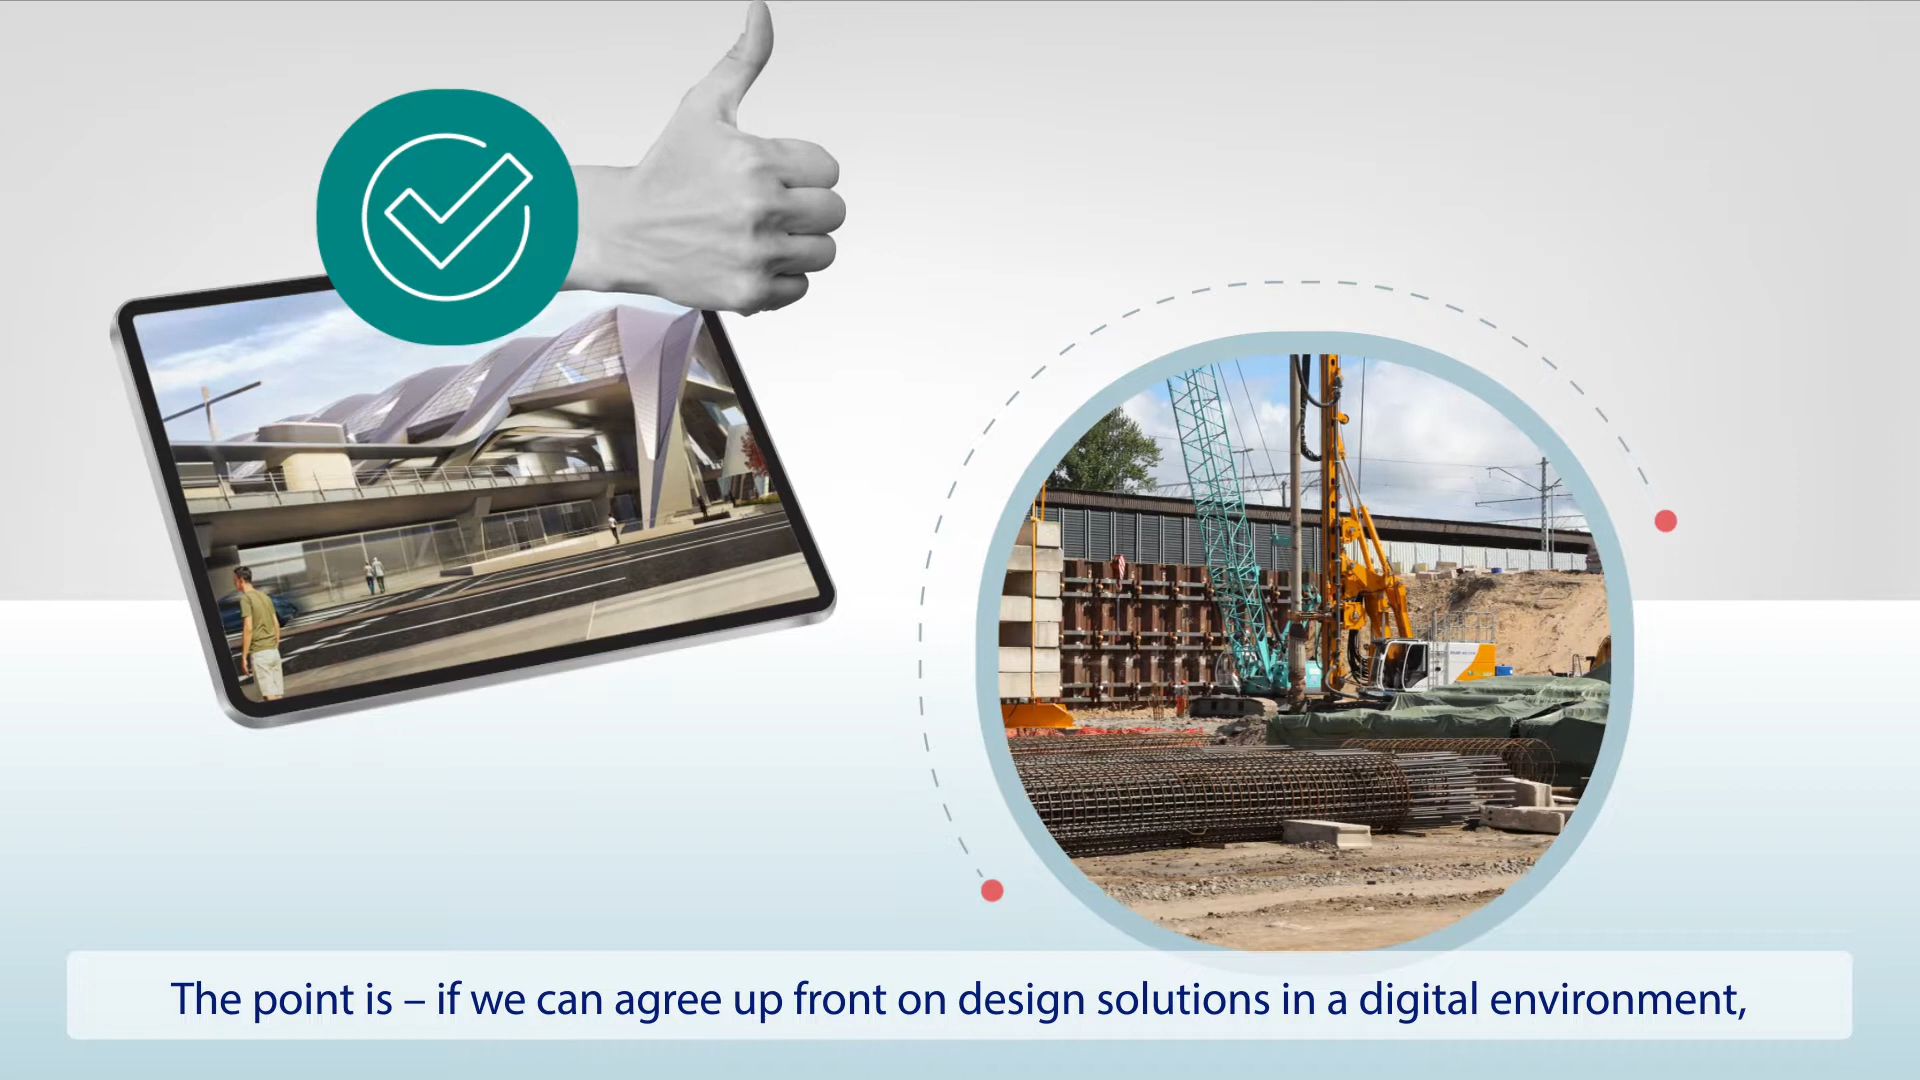 The point is – if we can agree up front on design solutions in a digital environment,